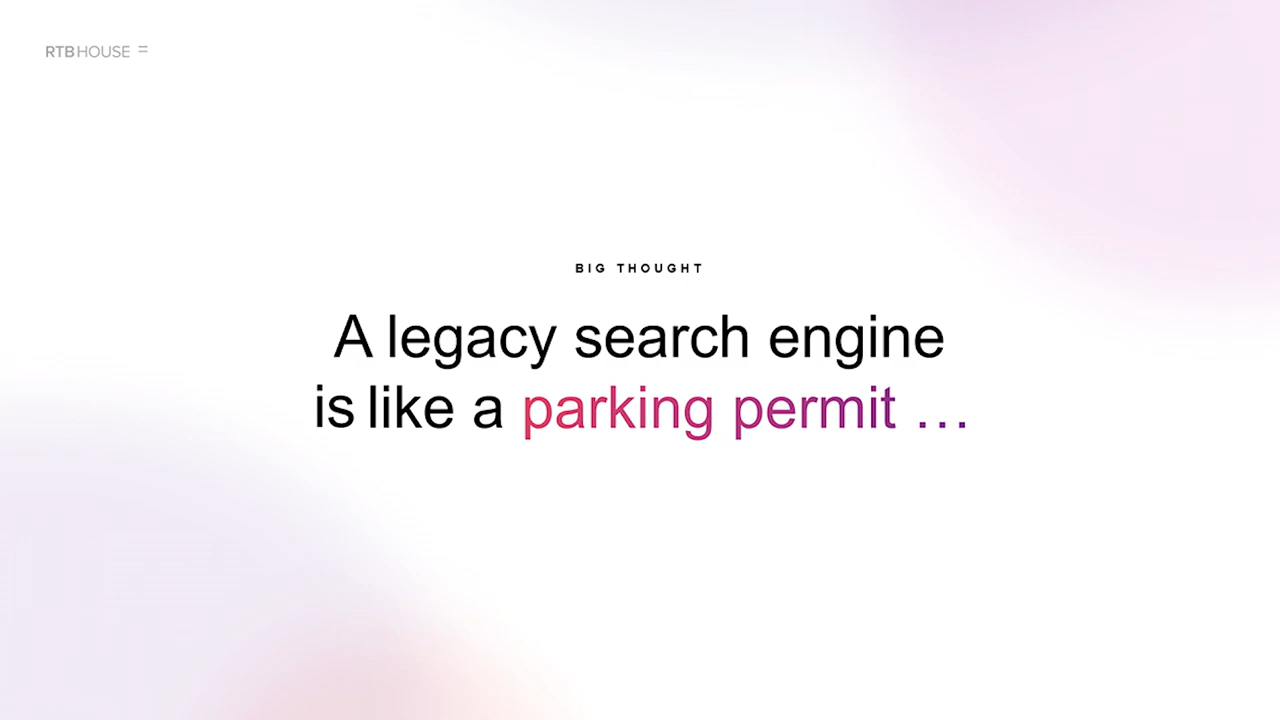 RTBHOUSE =
BIG THOUGHT
A legacy search engine
is like a parking permit ...